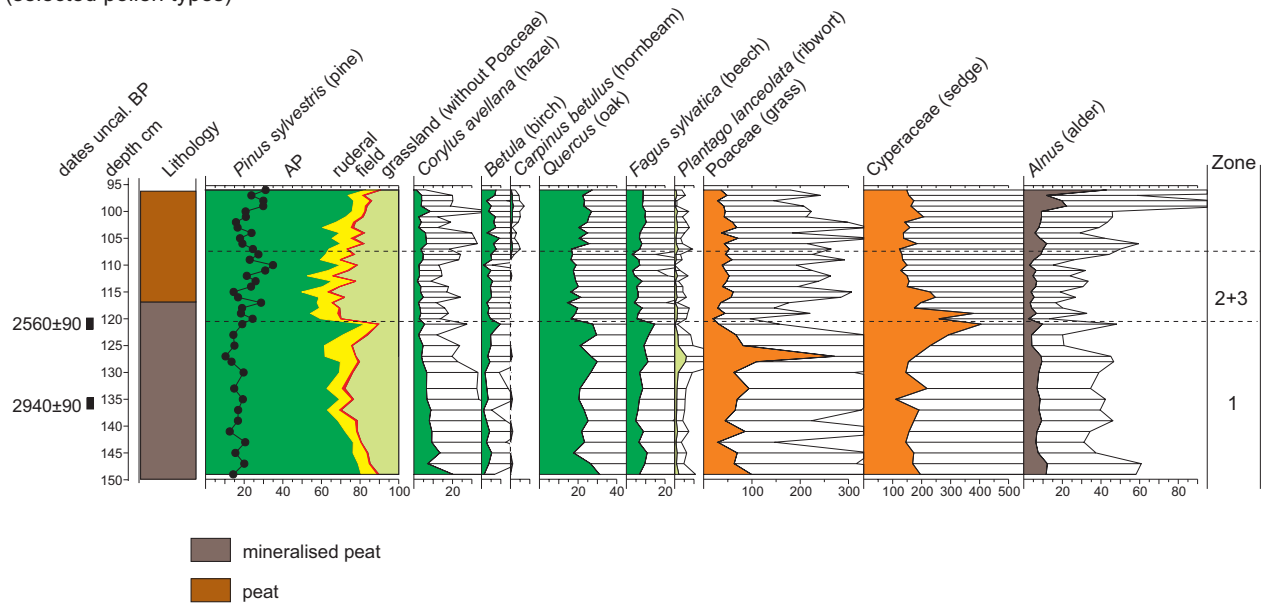 (selected pollen types)
dates uncal. BP
depth cm
Lithology
Pinus sylvestris (pine)
AP
ruderal
field
grassland (without Poaceae)
Corylus avellana (hazel)
Betula (birch)
Carpinus betulus (hornbeam)
Quercus (oak)
Fagus sylvatica (beech)
Plantago lanceolata (ribwort)
Poaceae (grass)
Cyperaceae (sedge)
Alnus (alder)
Zone
95
100
105
110
115
120
125
130
135
140
145
150
2560±90
2940±90
2+3
1
20 40 60 80 100
20
20 40
20
100 200 300
100 200 300 400 500
20 40 60 80
mineralised peat
peat